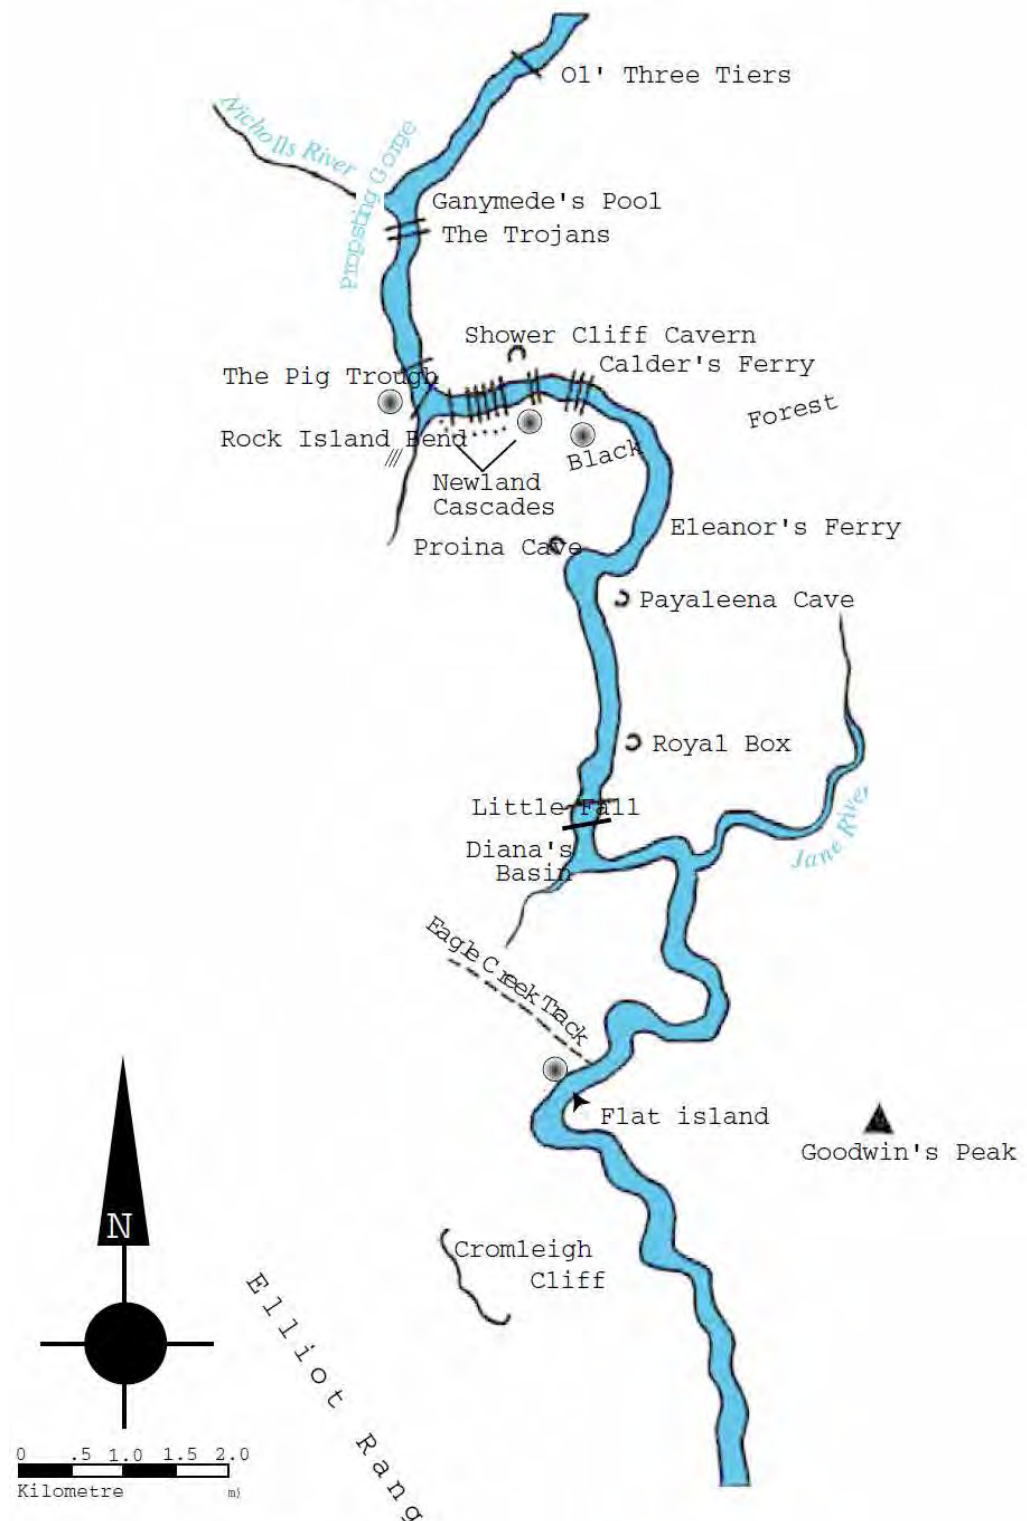 Ol' Three Tiers
Nicholls River
Propsting Gorge
Ganymede's Pool
The Trojans
Shower Cliff Cavern
Calder's Ferry
The Pig Trough
Forest
Rock Island Bend
Black
Newland
Cascades
Eleanor's Ferry
Proina Cave
Payaleena Cave
Royal Box
Little Fall
Jane River
Diana's
Basin
Eagle Creek Track
Flat island
Goodwin's Peak
N
Cromleigh
Cliff
Elliot Rang
0 .5 1.0 1.5 2.0
Kilometre